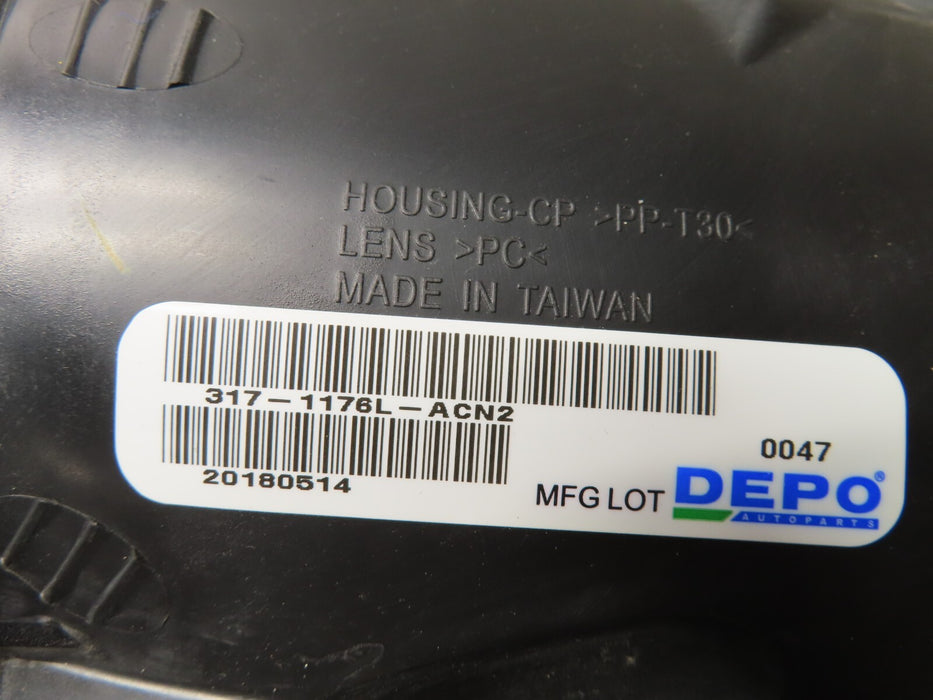 HOUSING-CP >PP-T30<
LENS >PC<
MADE IN TAIWAN
317-1176L-ACN2
20180514
0047
MFG LOT
DEPO®
AUTOPARTS